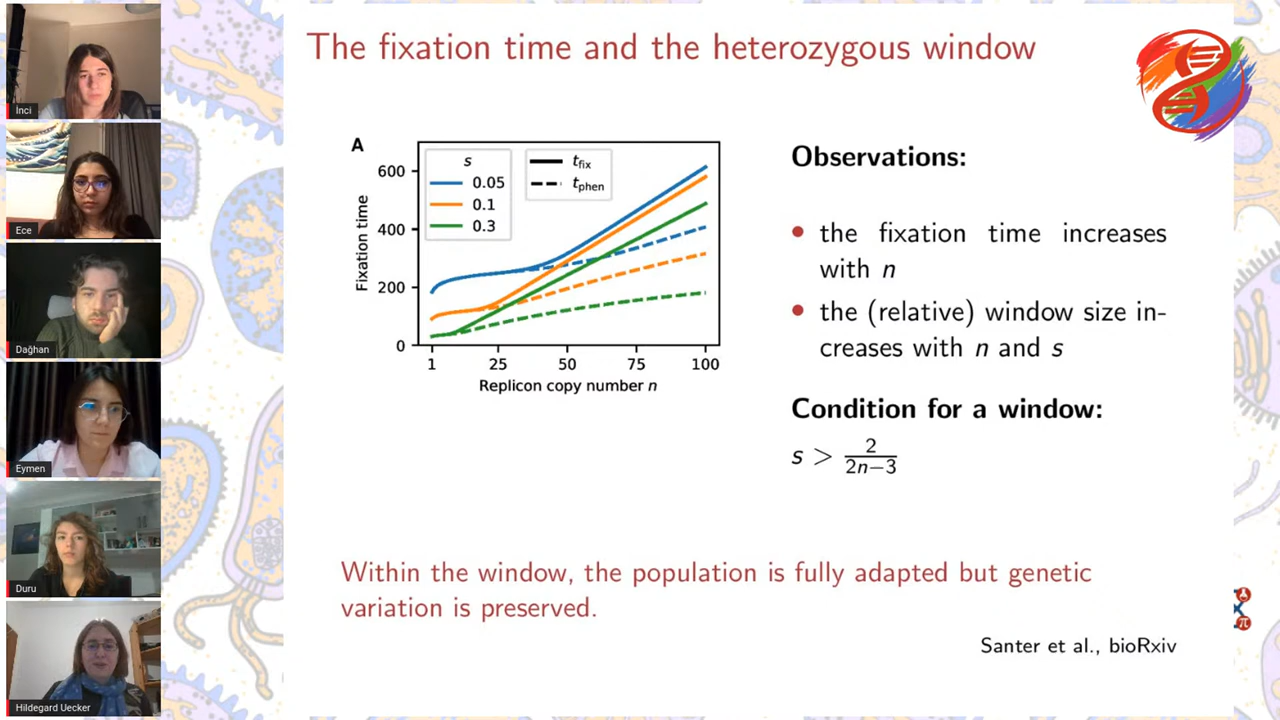 The fixation time and the heterozygous window
Inci
Ece
Dağhan
Eymen
Duru
Hildegard Uecker
A
s
0.05
0.1
0.3
t_fix
t_phen
Fixation time
600
400
200
0
1
25
50
75
100
Replicon copy number n
Observations:
• the fixation time increases
with n
• the (relative) window size in-
creases with n and s
Condition for a window:
s > 2/(2n−3)
Within the window, the population is fully adapted but genetic
variation is preserved.
Santer et al., bioRxiv